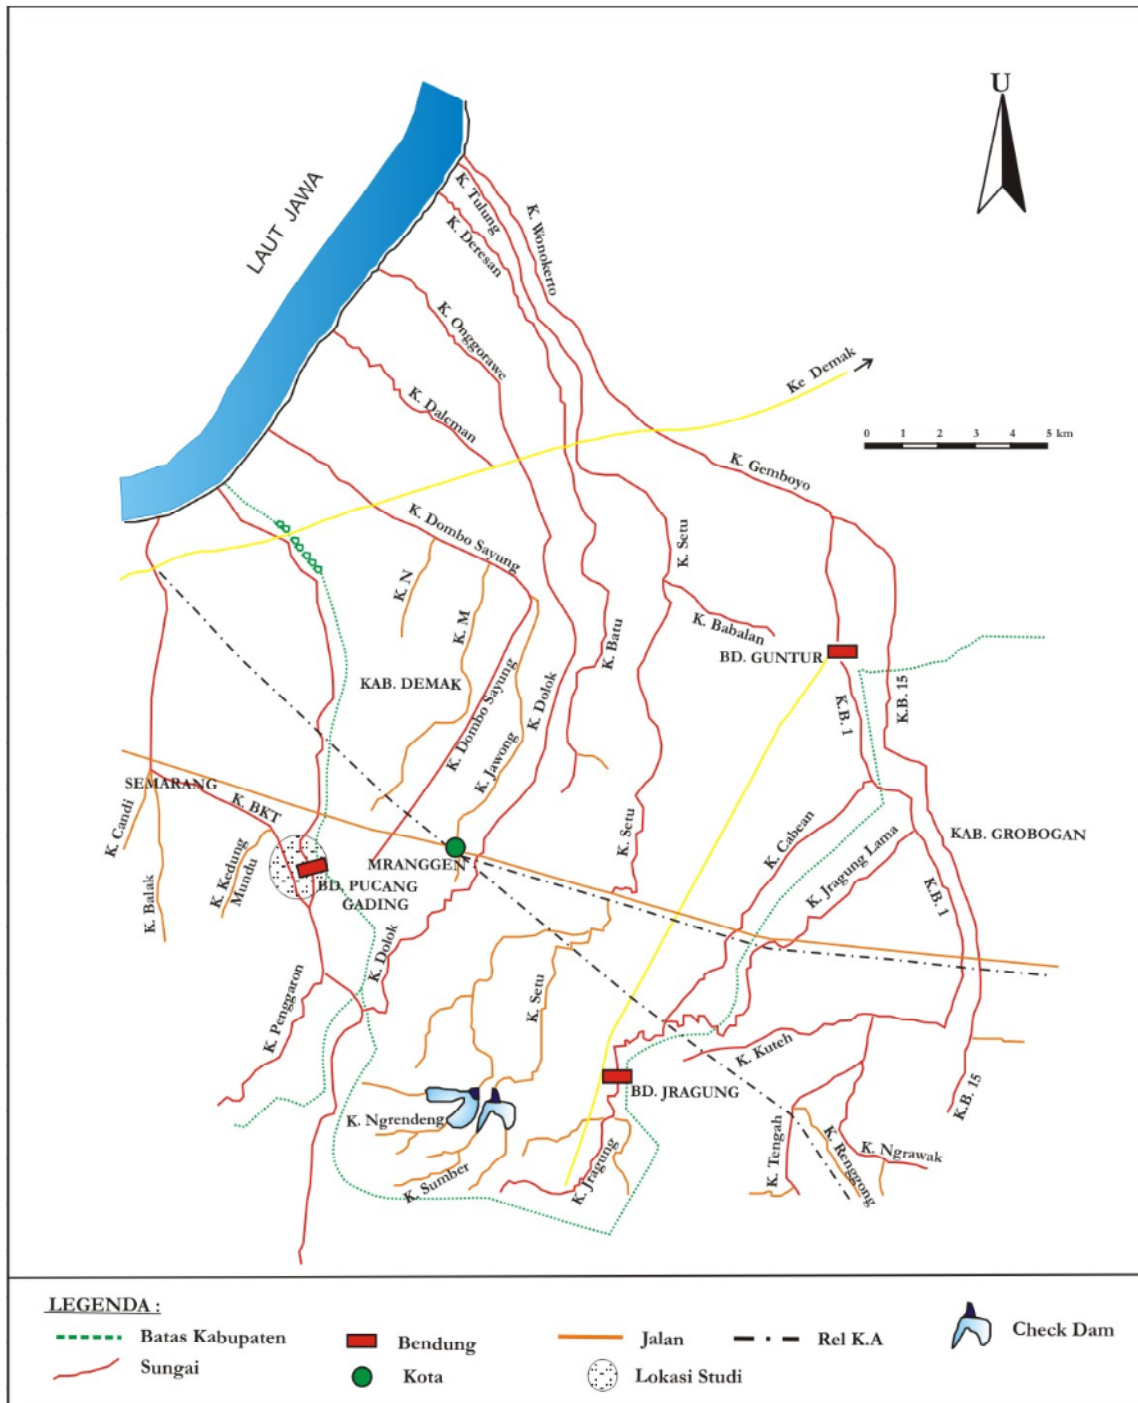 U
LAUT JAWA
K. Tulung
K. Wonokerto
K. Deresan
K. Onggorawe
Ke Demak
K. Daleman
0 1 2 3 4 5 km
K. Gemboyo
K. Dombo Sayung
K. Setu
K. N
K. M
K. Babalan
K. Batu
BD. GUNTUR
KAB. DEMAK
K. Dombo Sayung
K. Dolok
K.B. 15
K.B. 1
K. Jawong
SEMARANG
K. BKT
K. Candi
K. Setu
K. Cabean
KAB. GROBOGAN
K. Kedung
Mundu
MRANGGEN
K. Jragung Lama
K. Balak
BD. PUCANG
GADING
K.B. 1
K. Dolok
K. Setu
K. Penggaron
K. Kuteh
BD. JRAGUNG
K.B. 15
K. Ngrendeng
K. Tengah
K. Renggong
K. Ngrawak
K. Sumber
K. Jragung
LEGENDA :
Batas Kabupaten
Bendung
Jalan
Rel K.A
Check Dam
Sungai
Kota
Lokasi Studi